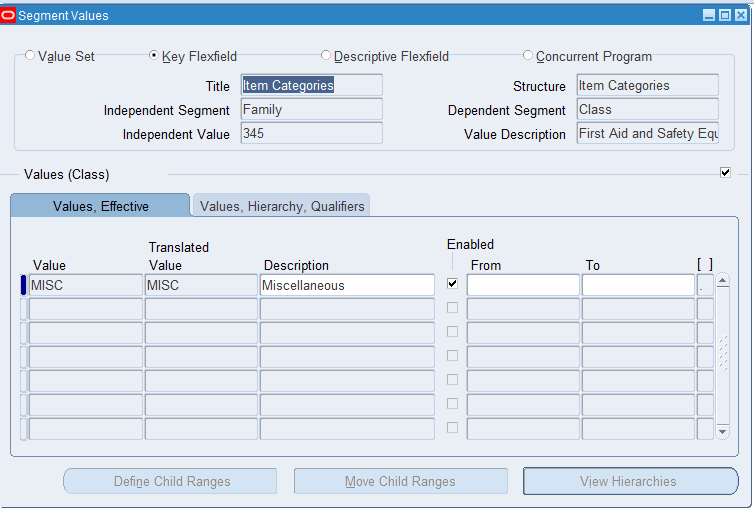 Segment Values
Value Set Key Flexfield Descriptive Flexfield Concurrent Program
Title Item Categories Structure Item Categories
Independent Segment Family Dependent Segment Class
Independent Value 345 Value Description First Aid and Safety Equ
Values (Class)
Values, Effective Values, Hierarchy, Qualifiers
Translated Enabled
Value Value Description From To [ ]
MISC MISC Miscellaneous .
Define Child Ranges Move Child Ranges View Hierarchies